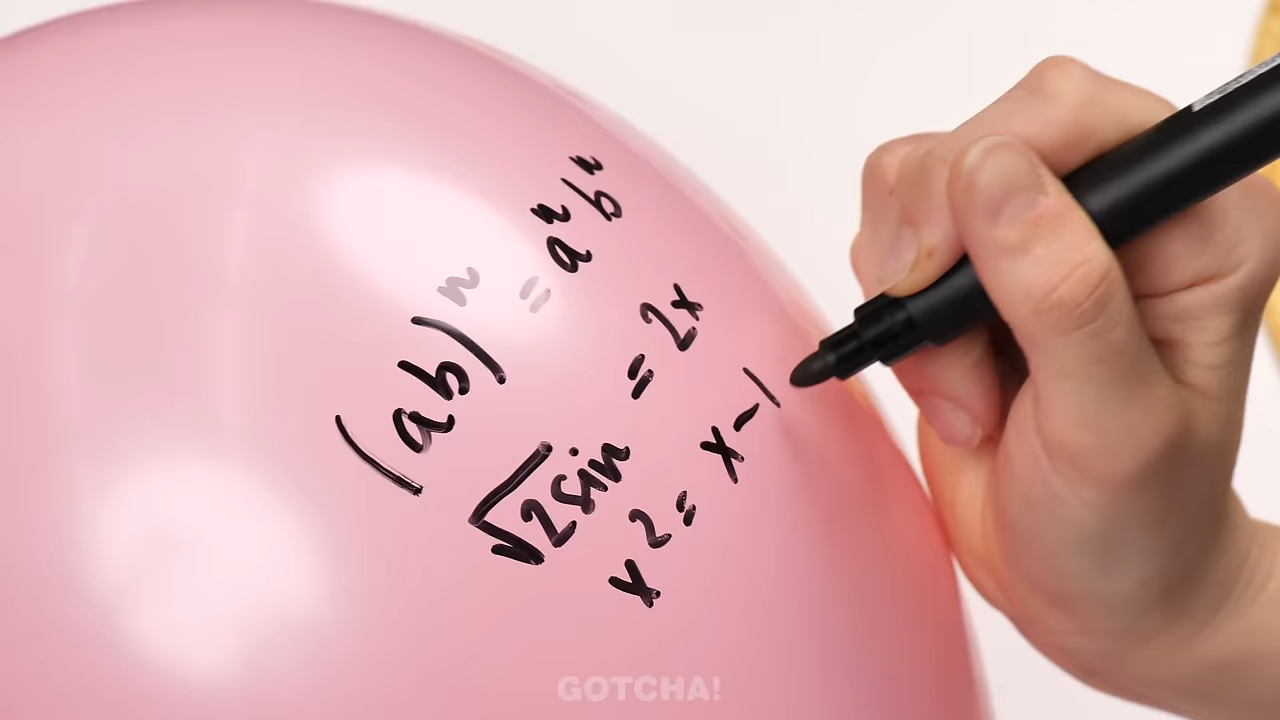 (ab)ⁿ = aⁿbⁿ
√2sin = 2x
x² = x-1
GOTCHA!